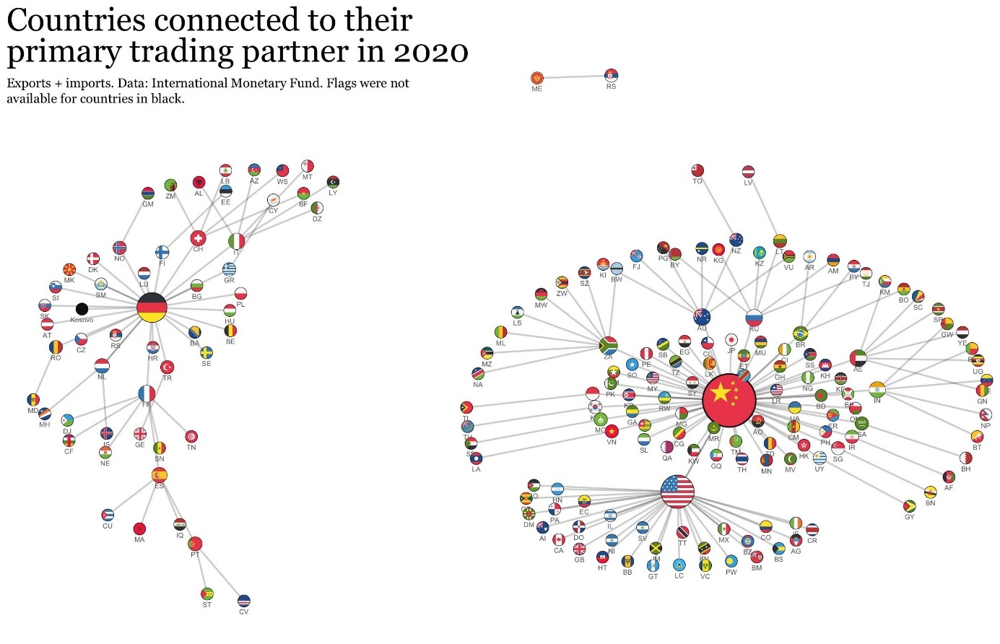 Countries connected to their
primary trading partner in 2020
Exports + imports. Data: International Monetary Fund. Flags were not
available for countries in black.
ME
RS
LB
AZ
WS
MT
AL
EE
LY
ZM
GM
CY
BF
DZ
NO
CH
IT
FI
DK
MK
LU
GR
SI
SM
BG
PL
SK
Kosovo
HU
AT
CZ
RS
BA
BE
RO
HR
SE
NL
TR
FR
MD
MH
DJ
CF
IS
GE
TN
NE
SN
ES
CU
MA
IQ
PT
ST
CV
TO
LV
NZ
LT
PG
BY
NR
KG
KZ
VU
AR
AM
FJ
KI
BW
PY
TJ
SZ
KM
ZW
BO
SC
MW
SR
LS
AU
RU
GW
ML
BR
YE
ZA
SB
EG
JP
MU
CI
MZ
PE
TZ
ET
SS
AE
UG
NA
SO
LK
GH
KH
MY
SY
NG
PK
LR
IN
GN
RW
BD
TL
GA
MG
UA
ER
NP
MO
MR
AO
CM
SA
VN
SL
CG
PH
IR
BT
QA
KW
TM
TD
HK
SG
LA
GQ
TH
MN
MV
UY
BH
AF
BN
GY
HN
EC
PA
DM
IL
AI
DO
SV
TT
MX
CO
CR
CA
GB
NI
AG
HT
BB
GT
LC
VC
PW
BM
BS